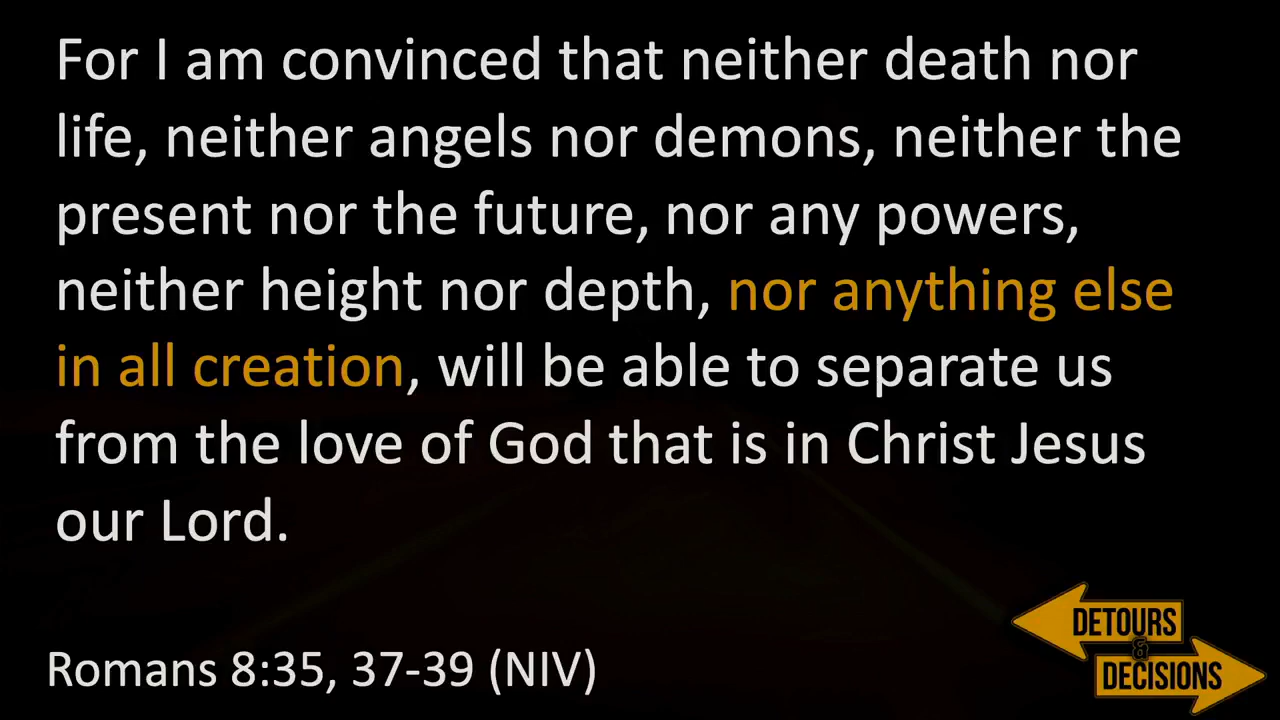 For I am convinced that neither death nor
life, neither angels nor demons, neither the
present nor the future, nor any powers,
neither height nor depth, nor anything else
in all creation, will be able to separate us
from the love of God that is in Christ Jesus
our Lord.
Romans 8:35, 37-39 (NIV)
DETOURS
&
DECISIONS